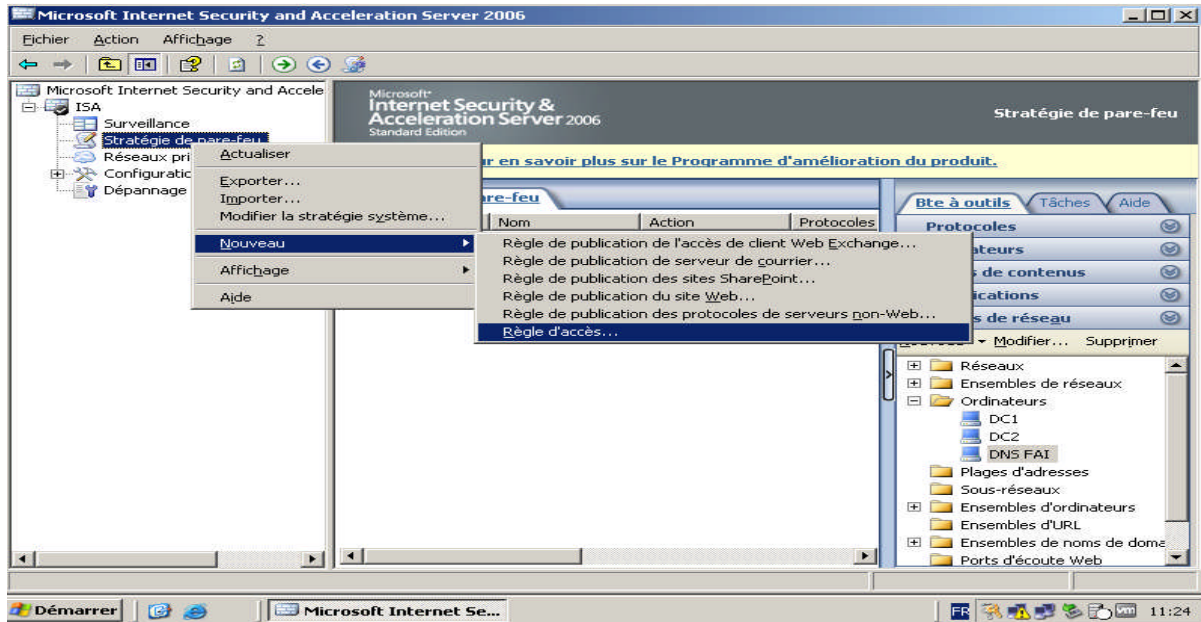 Microsoft Internet Security and Acceleration Server 2006
Fichier Action Affichage ?
Microsoft Internet Security and Accele
ISA
Surveillance
Stratégie de pare-feu
Réseaux pri
Configuratio
Dépannage
Microsoft
Internet Security &
Acceleration Server 2006
Standard Edition
Stratégie de pare-feu
r en savoir plus sur le Programme d'amélioration du produit.
re-feu
Nom Action Protocoles
Actualiser
Exporter...
Importer...
Modifier la stratégie système...
Nouveau
Affichage
Aide
Règle de publication de l'accès de client Web Exchange...
Règle de publication de serveur de courrier...
Règle de publication des sites SharePoint...
Règle de publication du site Web...
Règle de publication des protocoles de serveurs non-Web...
Règle d'accès...
Bte à outils Tâches Aide
Protocoles
ateurs
de contenus
ications
s de réseau
Modifier... Supprimer
Réseaux
Ensembles de réseaux
Ordinateurs
DC1
DC2
DNS FAI
Plages d'adresses
Sous-réseaux
Ensembles d'ordinateurs
Ensembles d'URL
Ensembles de noms de doma
Ports d'écoute Web
Démarrer
Microsoft Internet Se...
FR
11:24